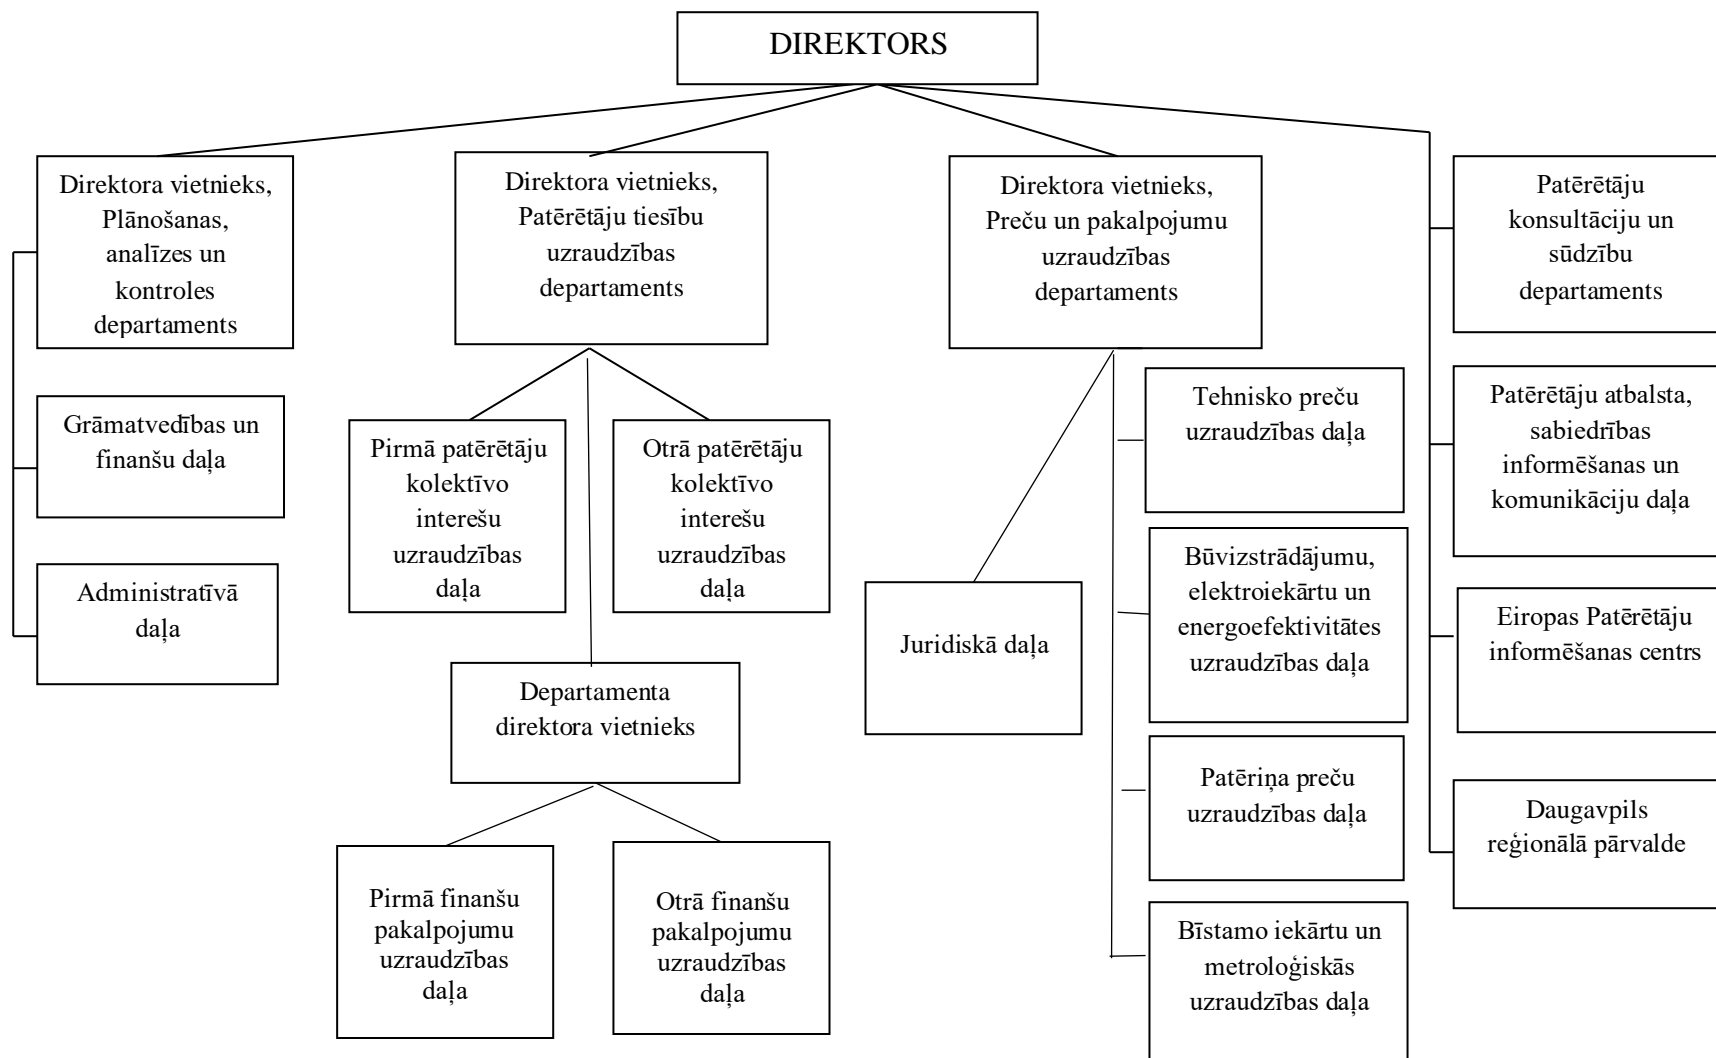 DIREKTORS
Direktora vietnieks,
Plānošanas,
analīzes un
kontroles
departaments
Direktora vietnieks,
Patērētāju tiesību
uzraudzības
departaments
Direktora vietnieks,
Preču un pakalpojumu
uzraudzības
departaments
Patērētāju
konsultāciju un
sūdzību
departaments
Grāmatvedības un
finanšu daļa
Administratīvā
daļa
Pirmā patērētāju
kolektīvo
interešu
uzraudzības
daļa
Otrā patērētāju
kolektīvo
interešu
uzraudzības
daļa
Departamenta
direktora vietnieks
Pirmā finanšu
pakalpojumu
uzraudzības
daļa
Otrā finanšu
pakalpojumu
uzraudzības
daļa
Juridiskā daļa
Tehnisko preču
uzraudzības daļa
Būvizstrādājumu,
elektroiekārtu un
energoefektivitātes
uzraudzības daļa
Patēriņa preču
uzraudzības daļa
Bīstamo iekārtu un
metroloģiskās
uzraudzības daļa
Patērētāju atbalsta,
sabiedrības
informēšanas un
komunikāciju daļa
Eiropas Patērētāju
informēšanas centrs
Daugavpils
reģionālā pārvalde